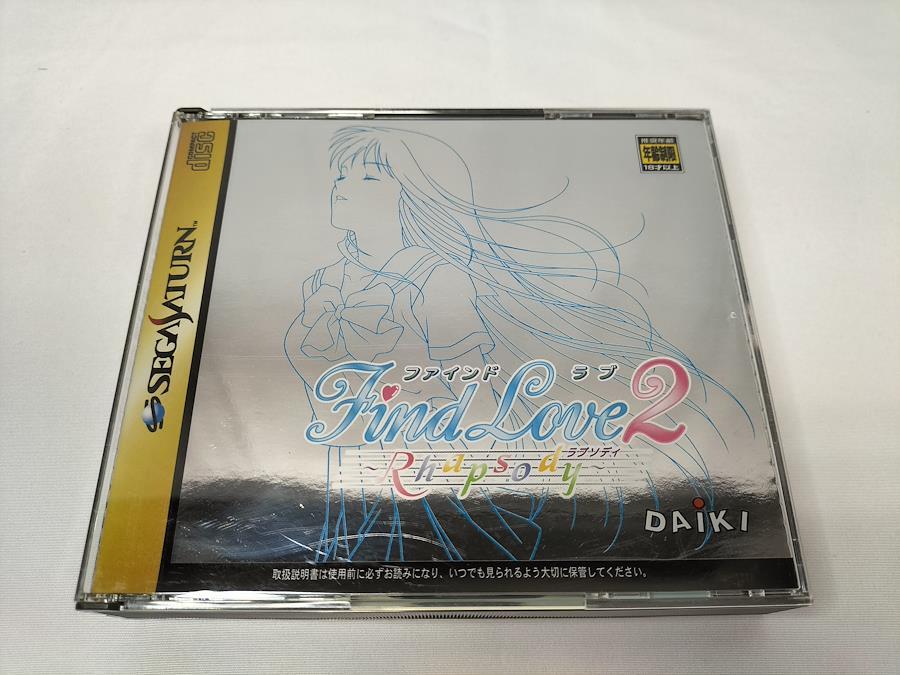 COMPACT
DISC
SEGA SATURN™
推奨年齢
年齢制限
18才以上
ファインド ラブ
Find Love 2
ラプソディ
~Rhapsody~
DAIKI
取扱説明書は使用前に必ずお読みになり、いつでも見られるよう大切に保管してください。